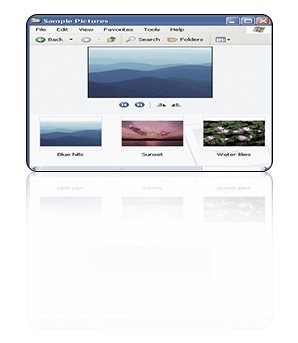 Sample Pictures
File Edit View Favorites Tools Help
Back Search Folders
Blue hills Sunset Water lilies